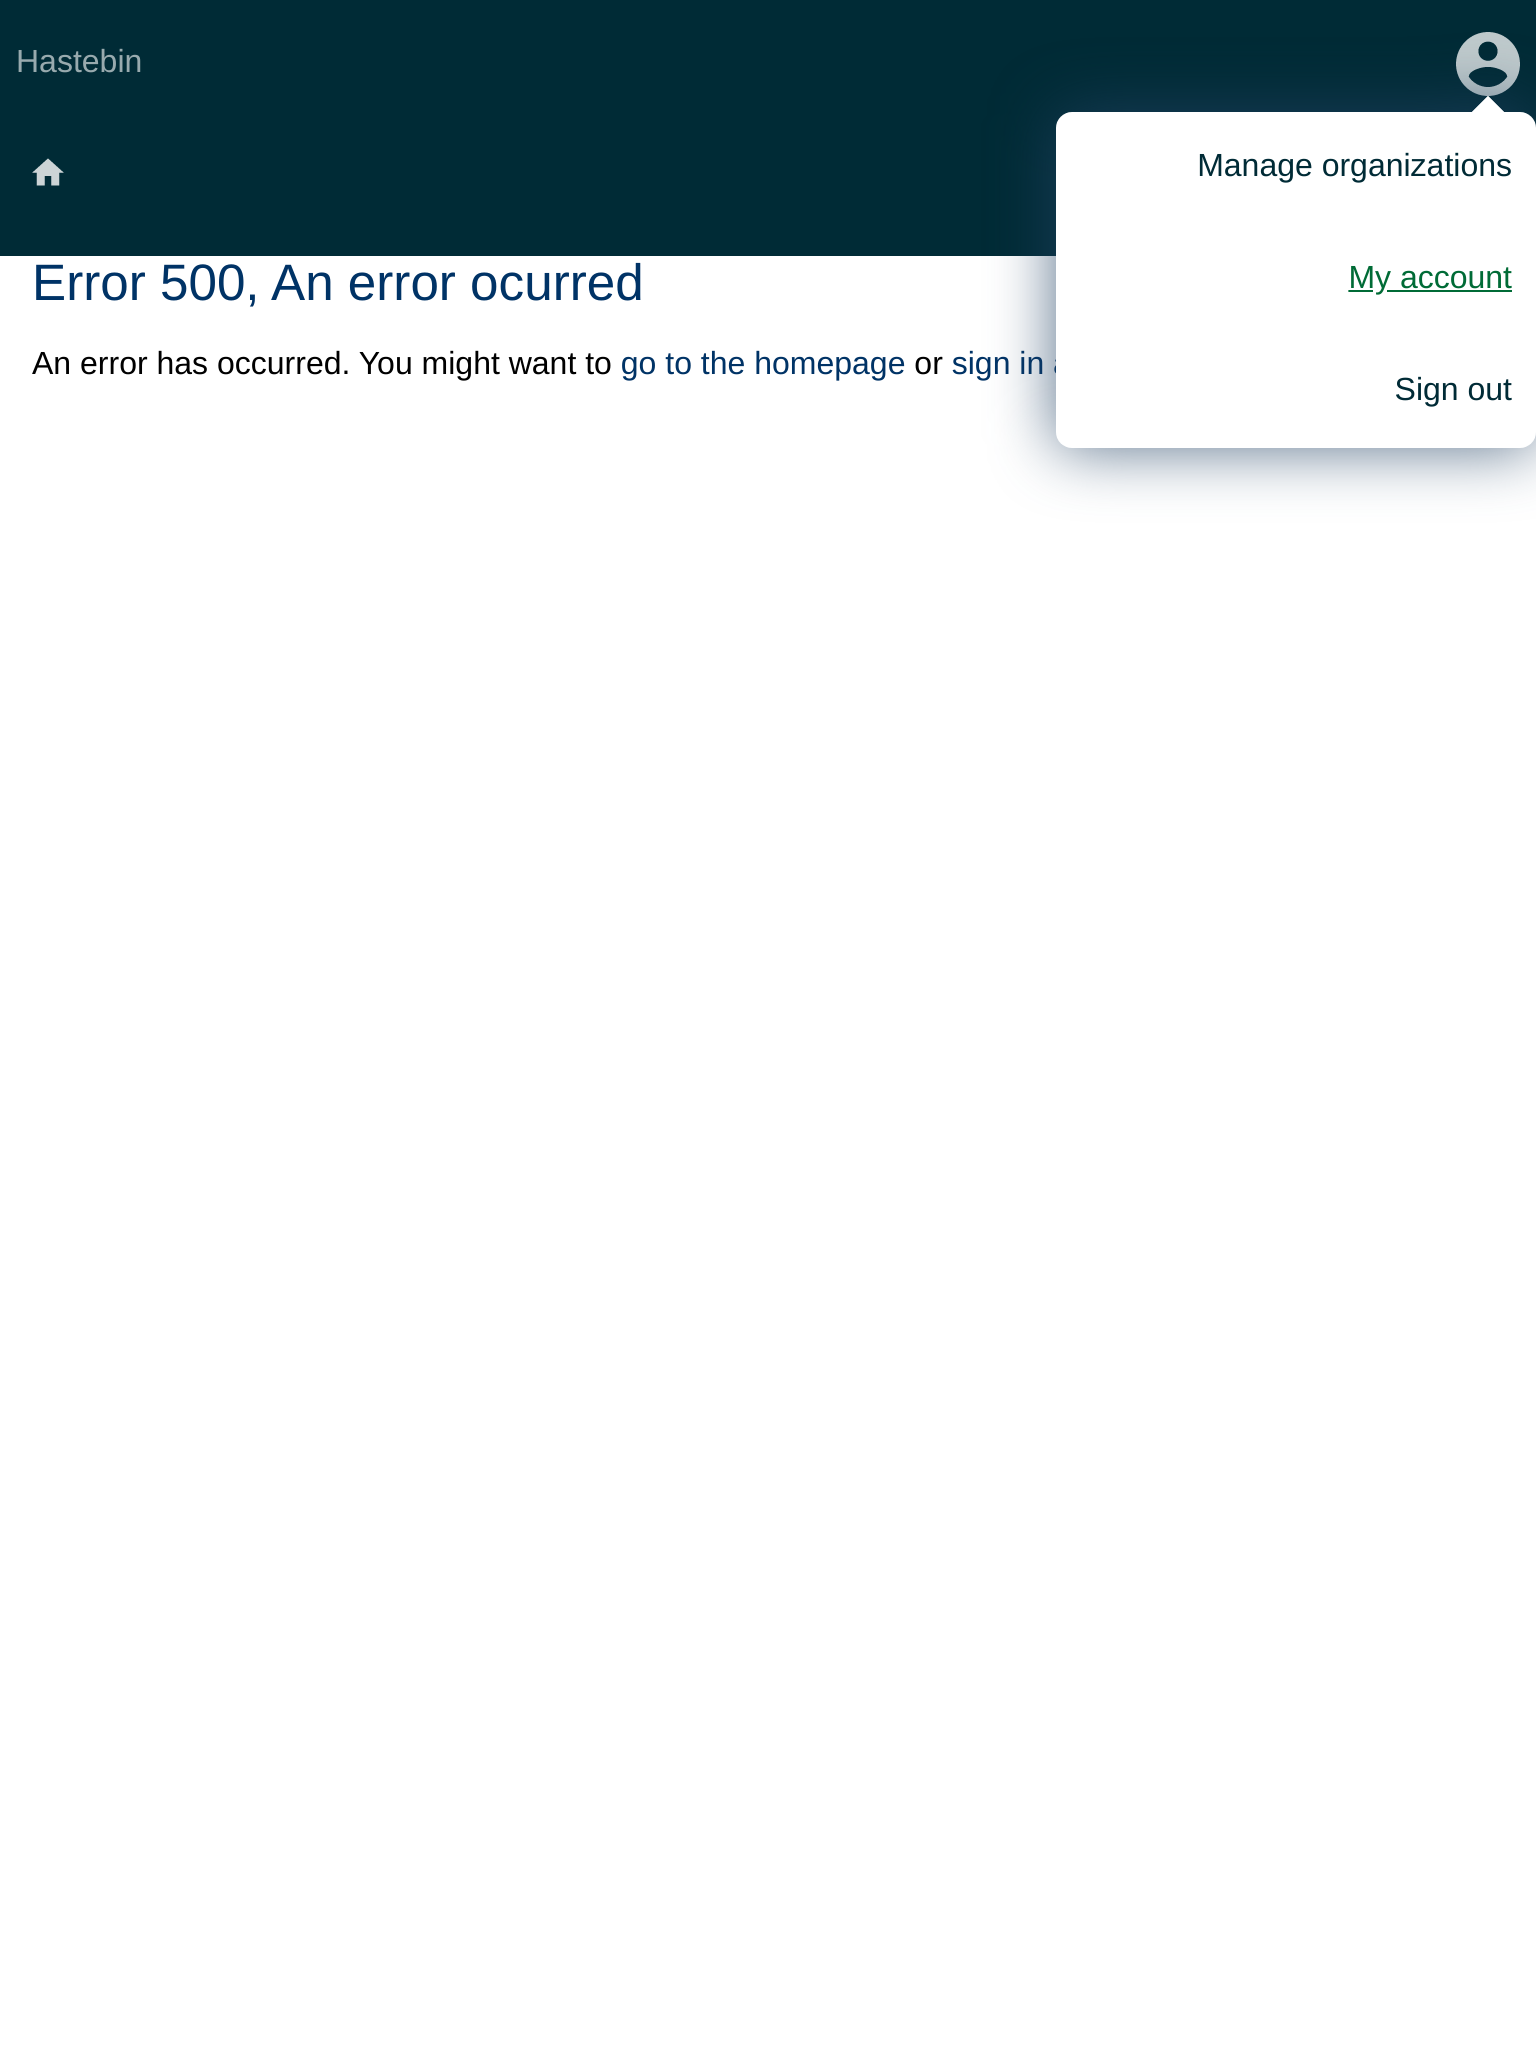 Hastebin
Manage organizations
My account
Sign out
Error 500, An error ocurred
An error has occurred. You might want to go to the homepage or sign in